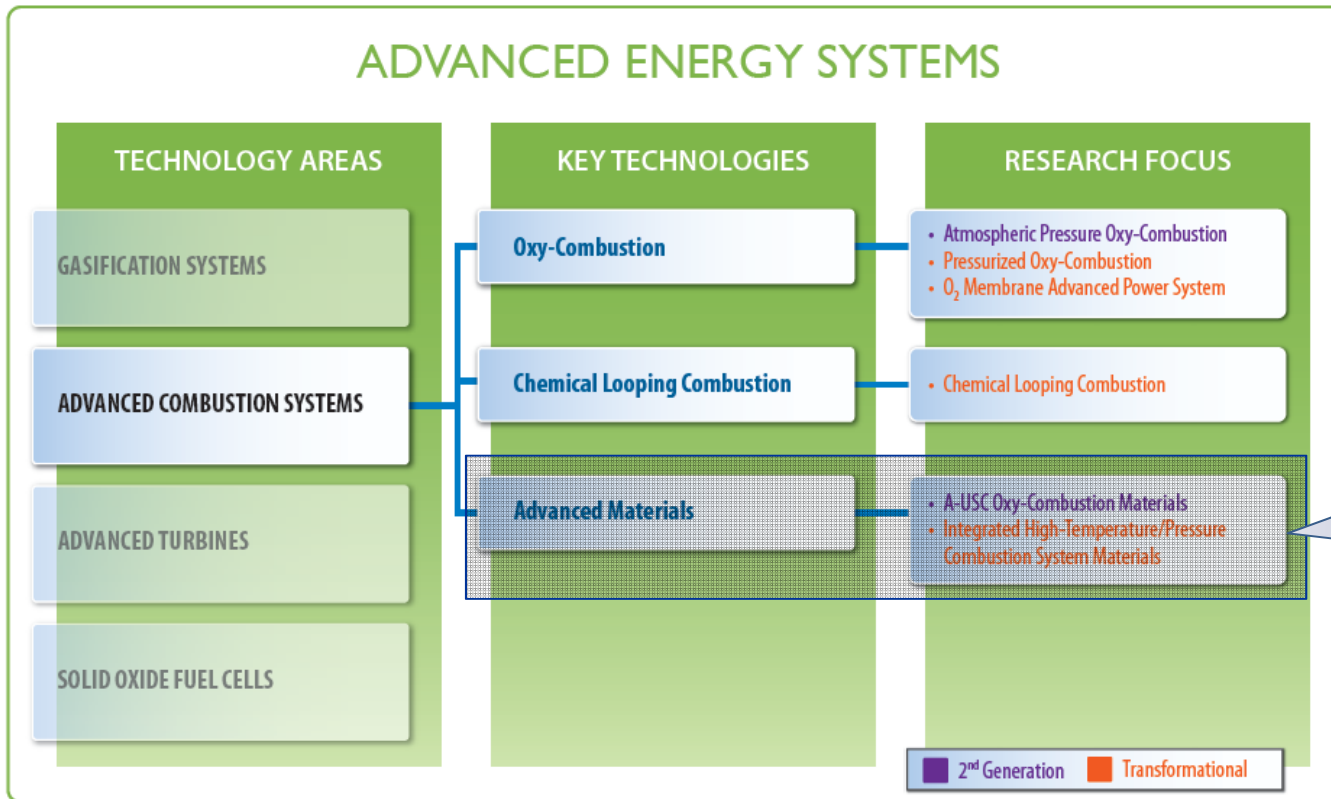 ADVANCED ENERGY SYSTEMS
TECHNOLOGY AREAS
GASIFICATION SYSTEMS
ADVANCED COMBUSTION SYSTEMS
ADVANCED TURBINES
SOLID OXIDE FUEL CELLS
KEY TECHNOLOGIES
Oxy-Combustion
Chemical Looping Combustion
Advanced Materials
RESEARCH FOCUS
• Atmospheric Pressure Oxy-Combustion
• Pressurized Oxy-Combustion
• O₂ Membrane Advanced Power System
• Chemical Looping Combustion
• A-USC Oxy-Combustion Materials
• Integrated High-Temperature/Pressure
Combustion System Materials
2nd Generation
Transformational